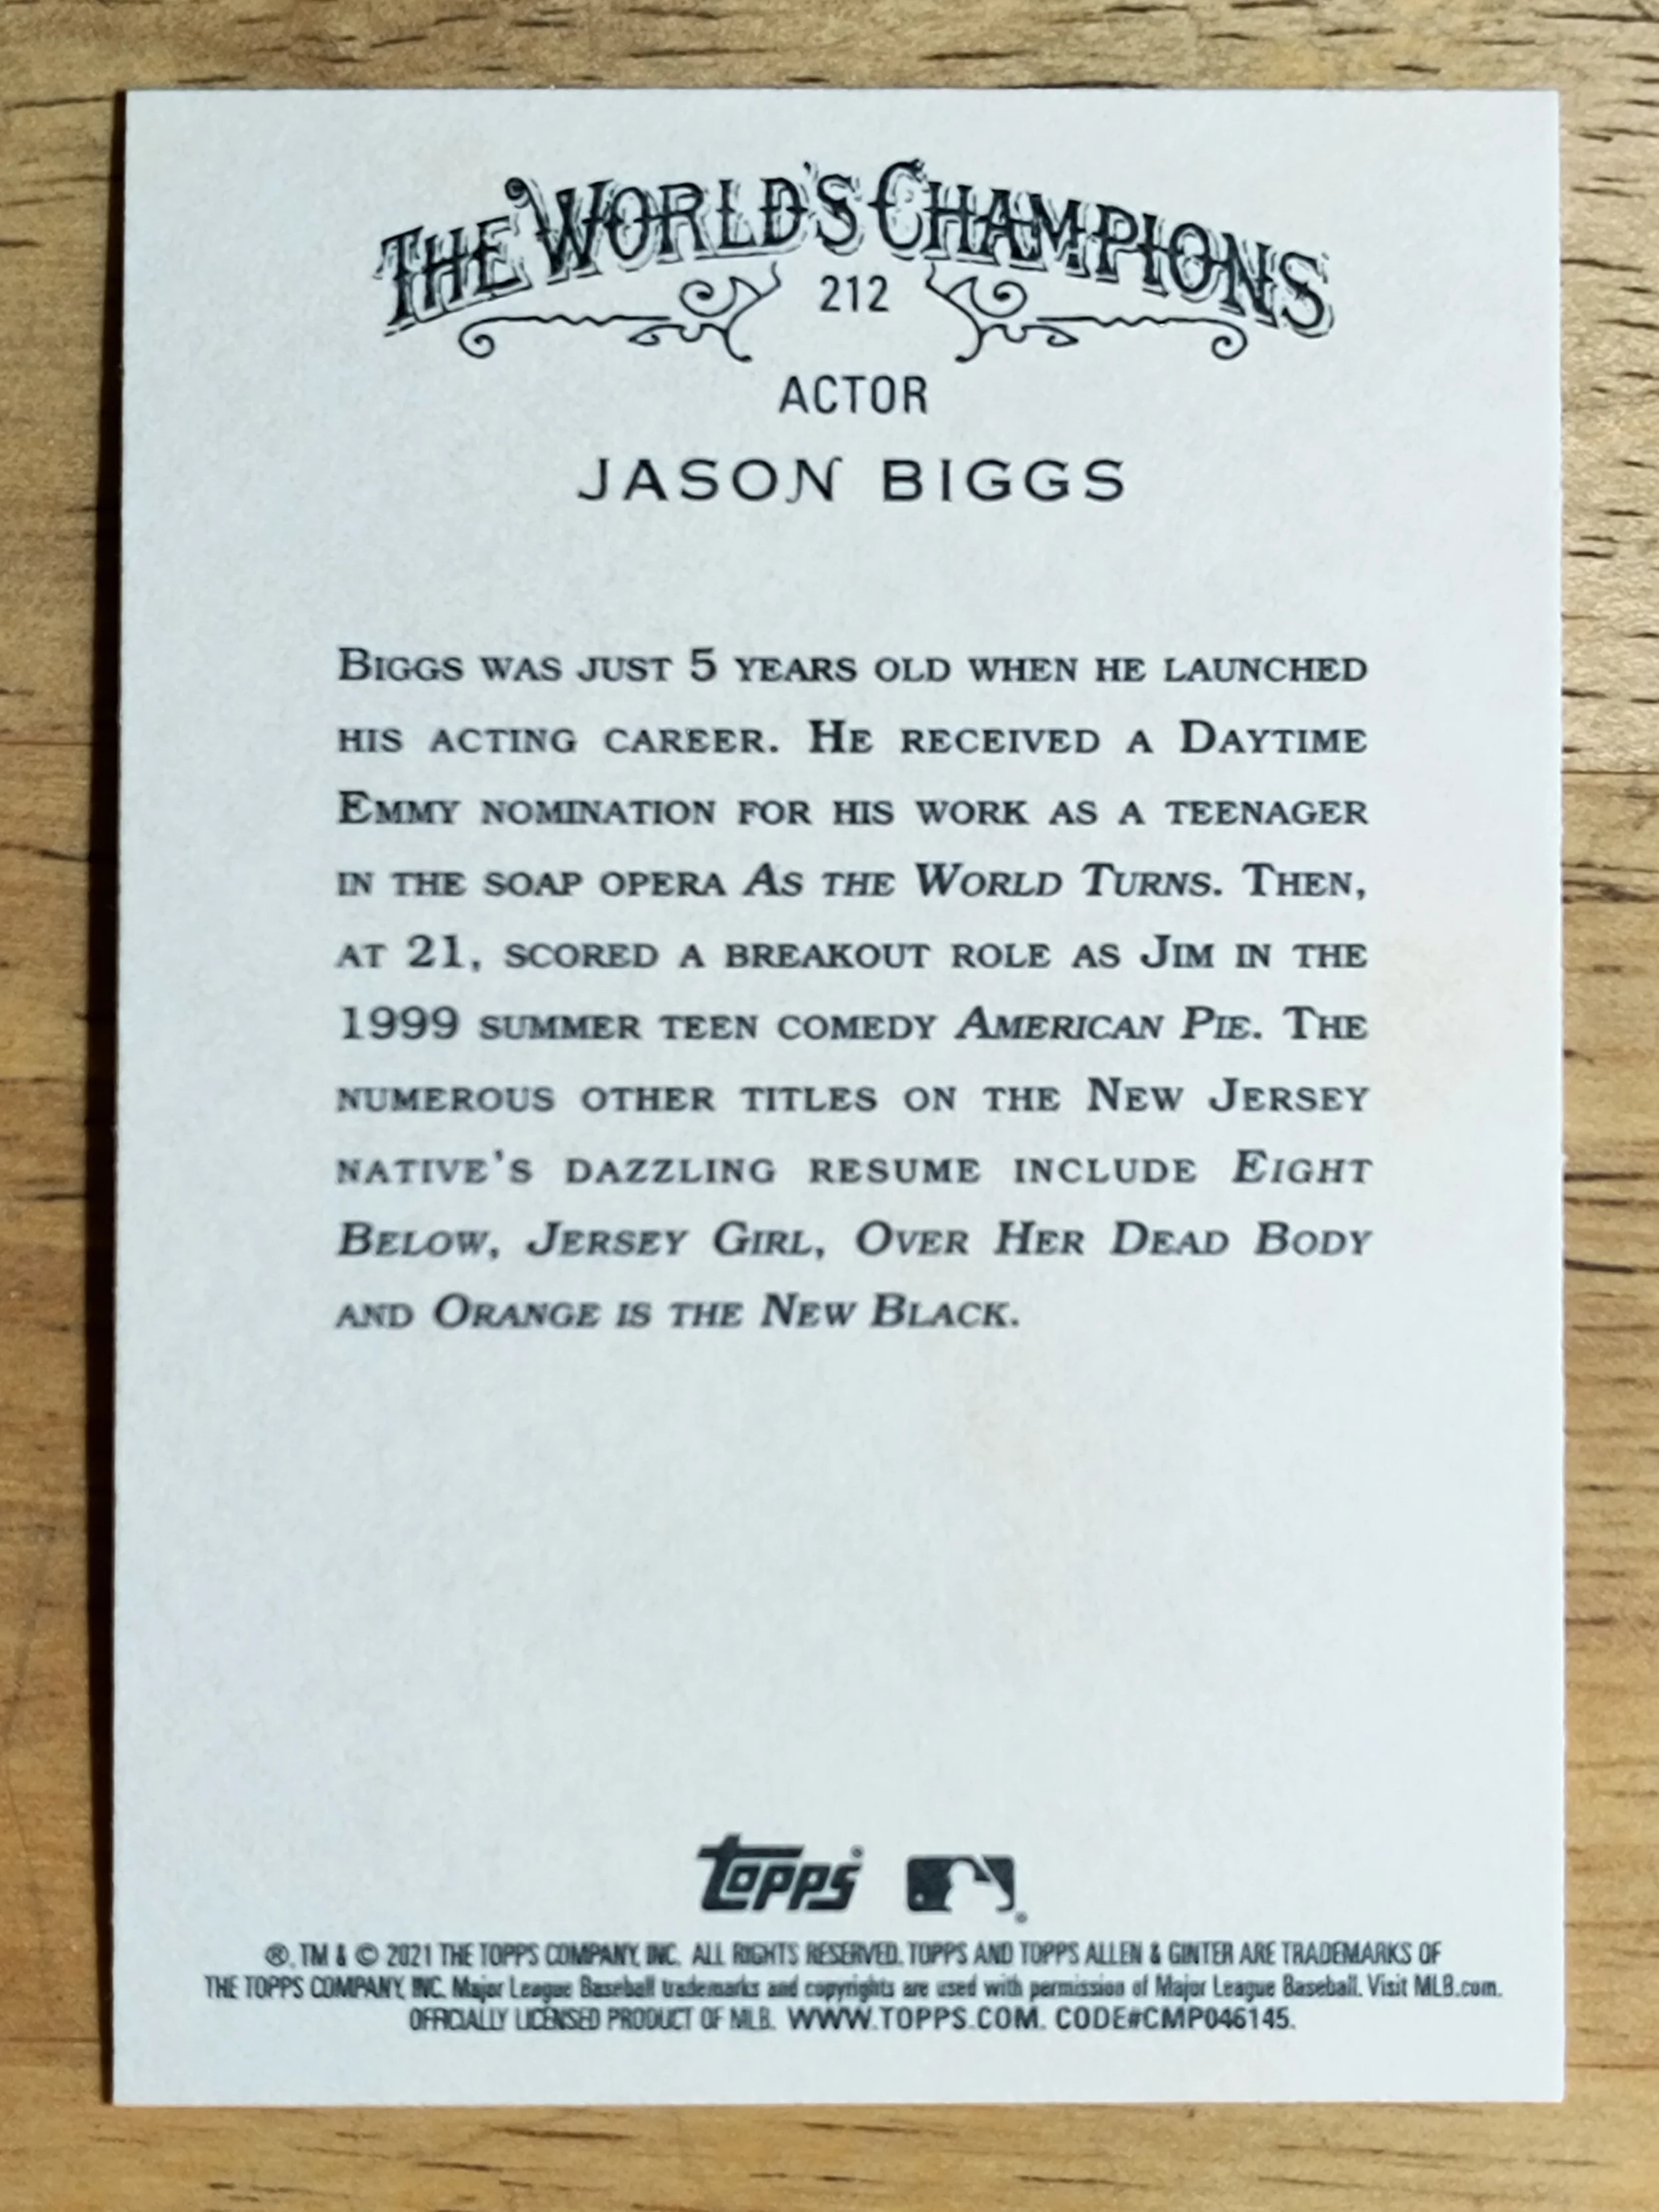 THE WORLD'S CHAMPIONS
212
ACTOR
JASON BIGGS
BIGGS WAS JUST 5 YEARS OLD WHEN HE LAUNCHED
HIS ACTING CAREER. HE RECEIVED A DAYTIME
EMMY NOMINATION FOR HIS WORK AS A TEENAGER
IN THE SOAP OPERA AS THE WORLD TURNS. THEN,
AT 21, SCORED A BREAKOUT ROLE AS JIM IN THE
1999 SUMMER TEEN COMEDY AMERICAN PIE. THE
NUMEROUS OTHER TITLES ON THE NEW JERSEY
NATIVE'S DAZZLING RESUME INCLUDE EIGHT
BELOW, JERSEY GIRL, OVER HER DEAD BODY
AND ORANGE IS THE NEW BLACK.
topps®
®
®, TM & © 2021 THE TOPPS COMPANY, INC. ALL RIGHTS RESERVED. TOPPS AND TOPPS ALLEN & GINTER ARE TRADEMARKS OF
THE TOPPS COMPANY, INC. Major League Baseball trademarks and copyrights are used with permission of Major League Baseball. Visit MLB.com.
OFFICIALLY LICENSED PRODUCT OF MLB. WWW.TOPPS.COM. CODE#CMP046145.